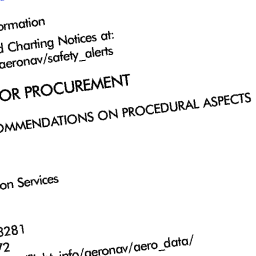 ormation
d Charting Notices at:
aeronav/safety_alerts
OR PROCUREMENT
OMMENDATIONS ON PROCEDURAL ASPECTS
on Services
3281
72
info/aeronav/aero_data/